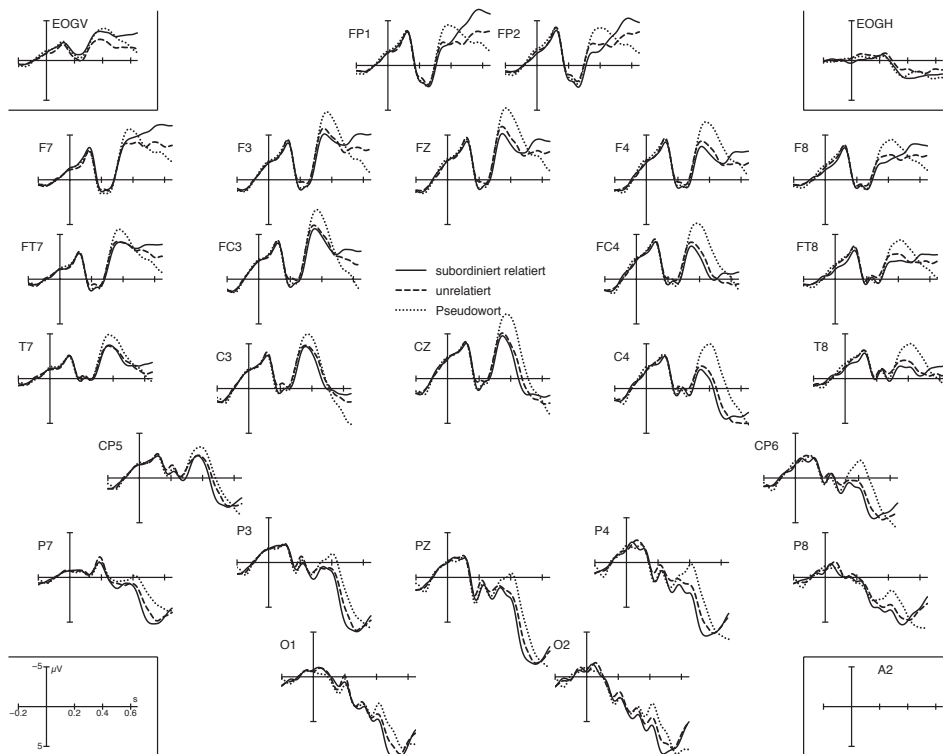 EOGV
FP1
FP2
EOGH
F7
F3
FZ
F4
F8
FT7
FC3
FC4
FT8
subordiniert relatiert
unrelatiert
Pseudowort
T7
C3
CZ
C4
T8
CP5
CP6
P7
P3
PZ
P4
P8
O1
O2
−5 µV
s
−0.2 0.2 0.4 0.6
5
A2